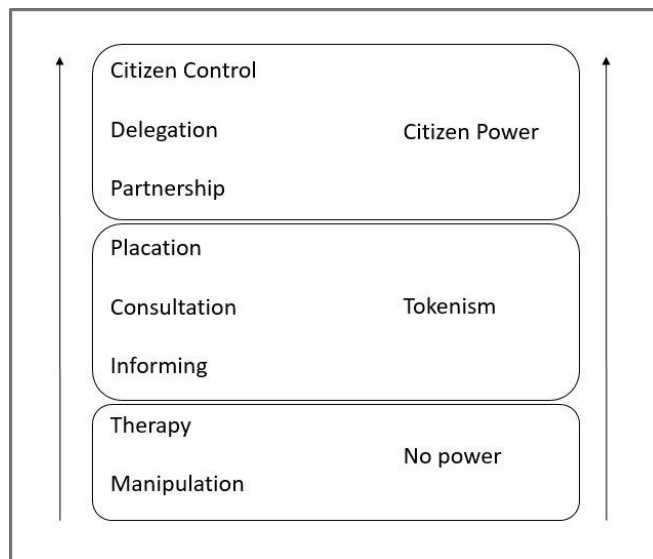 Citizen Control
Delegation
Citizen Power
Partnership
Placation
Consultation
Tokenism
Informing
Therapy
No power
Manipulation